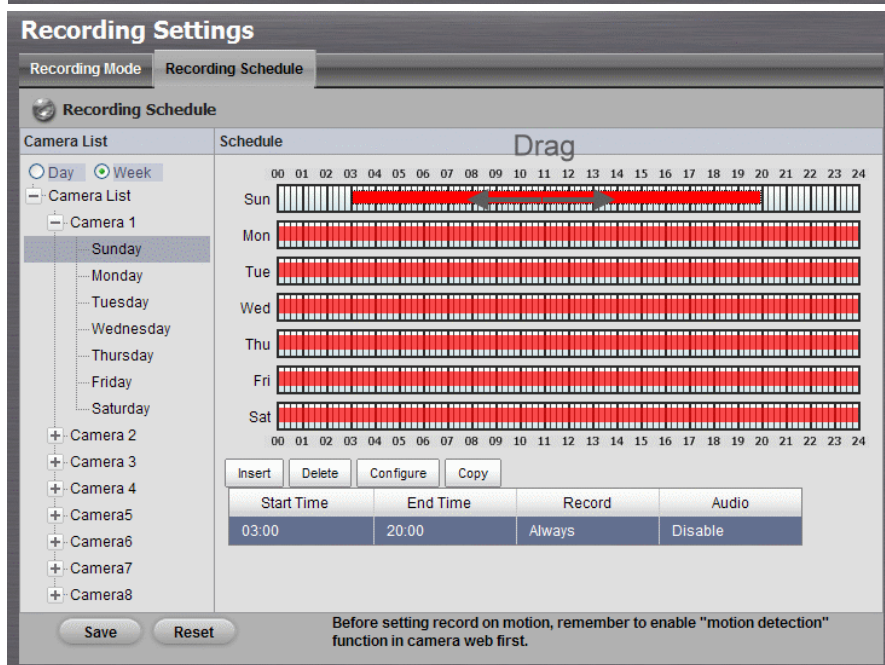 Recording Settings
Recording Mode Recording Schedule
Recording Schedule
Camera List Schedule
Drag
Day Week
Camera List
Camera 1
Sunday
Monday
Tuesday
Wednesday
Thursday
Friday
Saturday
Camera 2
Camera 3
Camera 4
Camera5
Camera6
Camera7
Camera8
00 01 02 03 04 05 06 07 08 09 10 11 12 13 14 15 16 17 18 19 20 21 22 23 24
Sun
Mon
Tue
Wed
Thu
Fri
Sat
00 01 02 03 04 05 06 07 08 09 10 11 12 13 14 15 16 17 18 19 20 21 22 23 24
Insert Delete Configure Copy
Start Time End Time Record Audio
03:00 20:00 Always Disable
Save Reset
Before setting record on motion, remember to enable "motion detection"
function in camera web first.